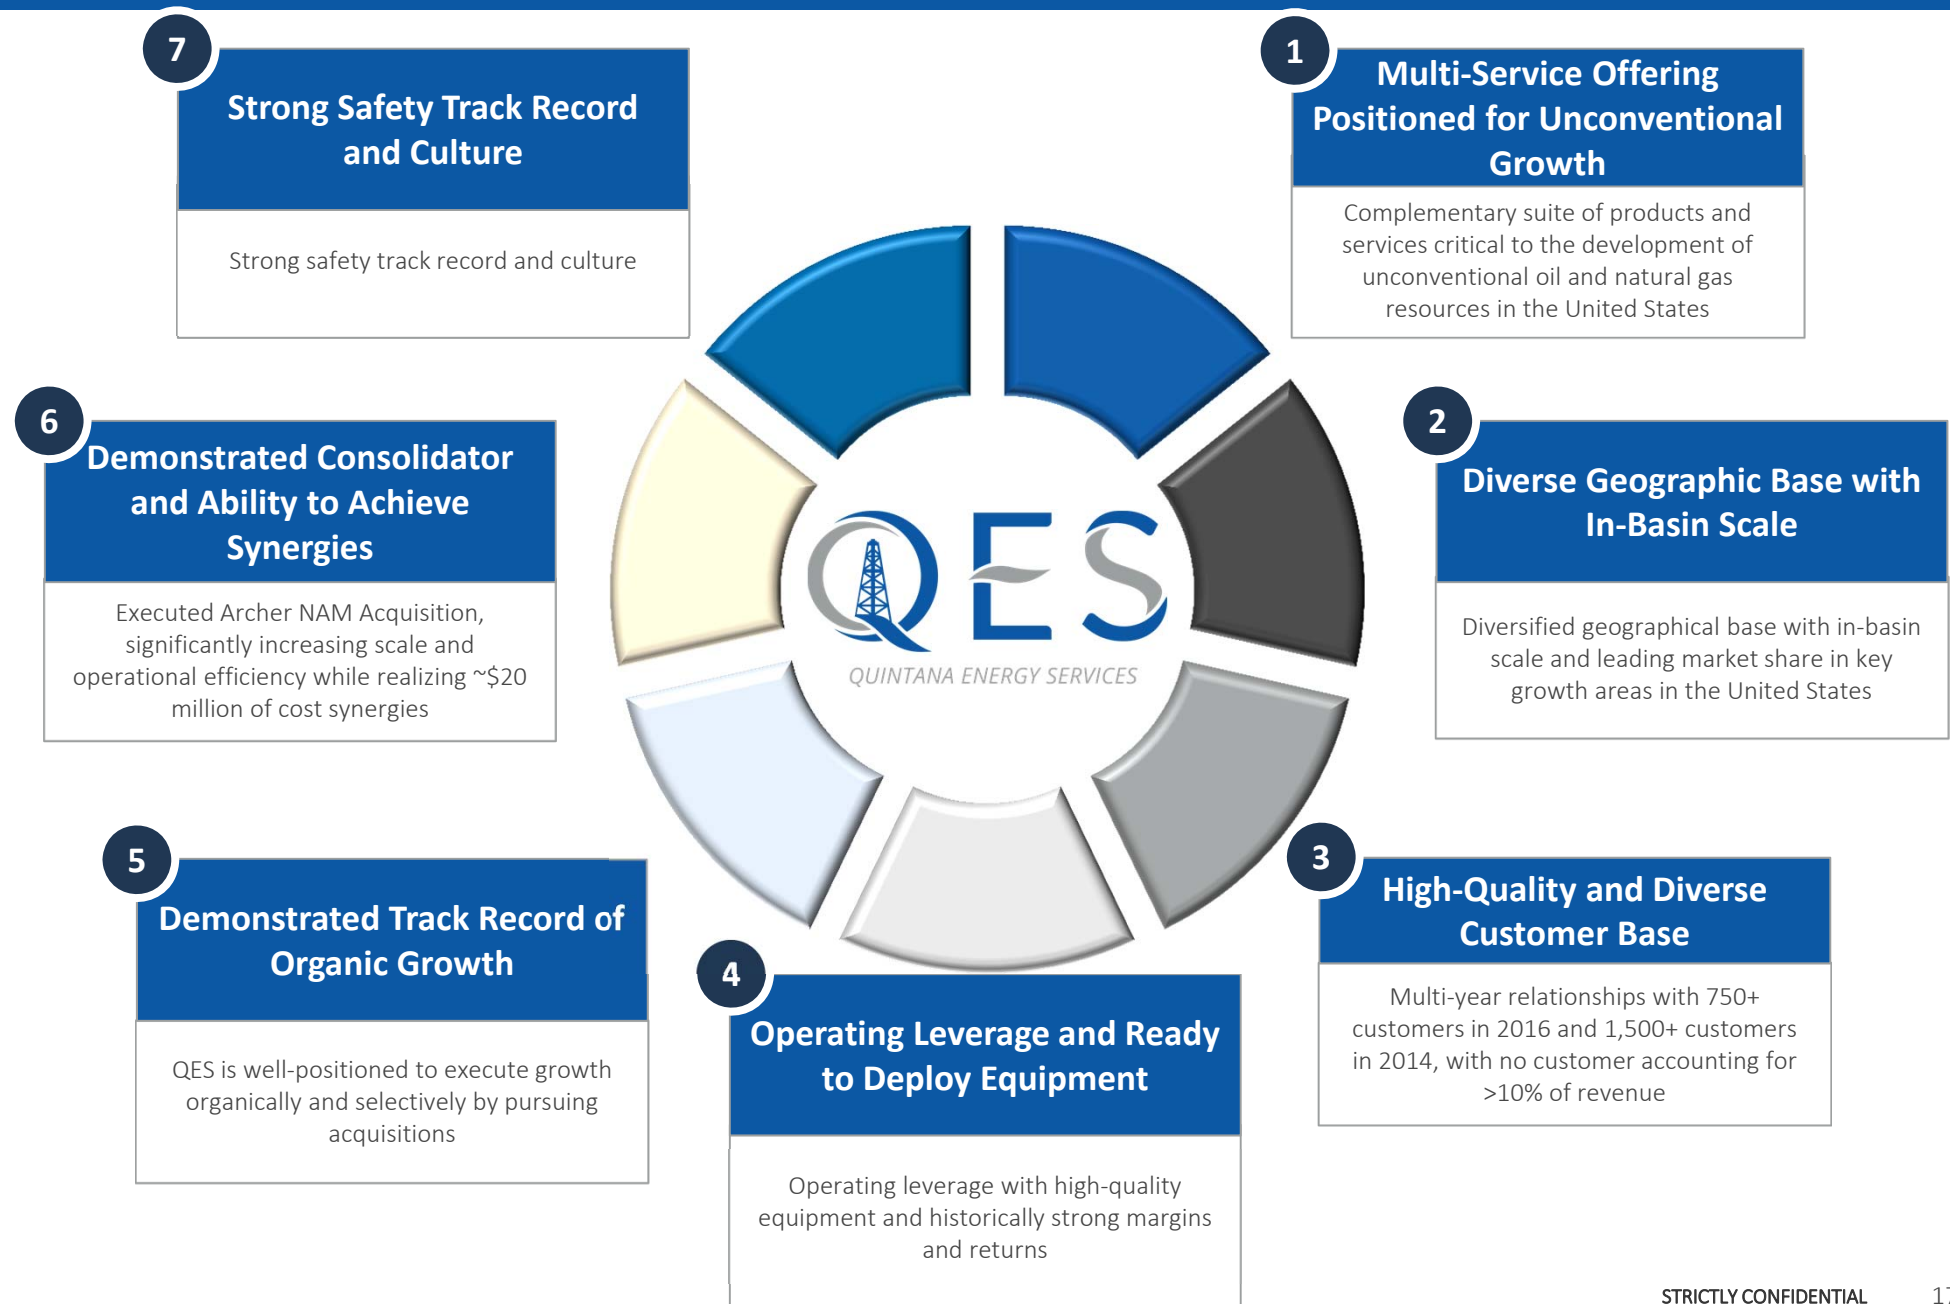 1
Multi-Service Offering
Positioned for Unconventional
Growth
Complementary suite of products and
services critical to the development of
unconventional oil and natural gas
resources in the United States
2
Diverse Geographic Base with
In-Basin Scale
Diversified geographical base with in-basin
scale and leading market share in key
growth areas in the United States
3
High-Quality and Diverse
Customer Base
Multi-year relationships with 750+
customers in 2016 and 1,500+ customers
in 2014, with no customer accounting for
>10% of revenue
4
Operating Leverage and Ready
to Deploy Equipment
Operating leverage with high-quality
equipment and historically strong margins
and returns
5
Demonstrated Track Record of
Organic Growth
QES is well-positioned to execute growth
organically and selectively by pursuing
acquisitions
6
Demonstrated Consolidator
and Ability to Achieve
Synergies
Executed Archer NAM Acquisition,
significantly increasing scale and
operational efficiency while realizing ~$20
million of cost synergies
7
Strong Safety Track Record
and Culture
Strong safety track record and culture
QES
QUINTANA ENERGY SERVICES
STRICTLY CONFIDENTIAL 17